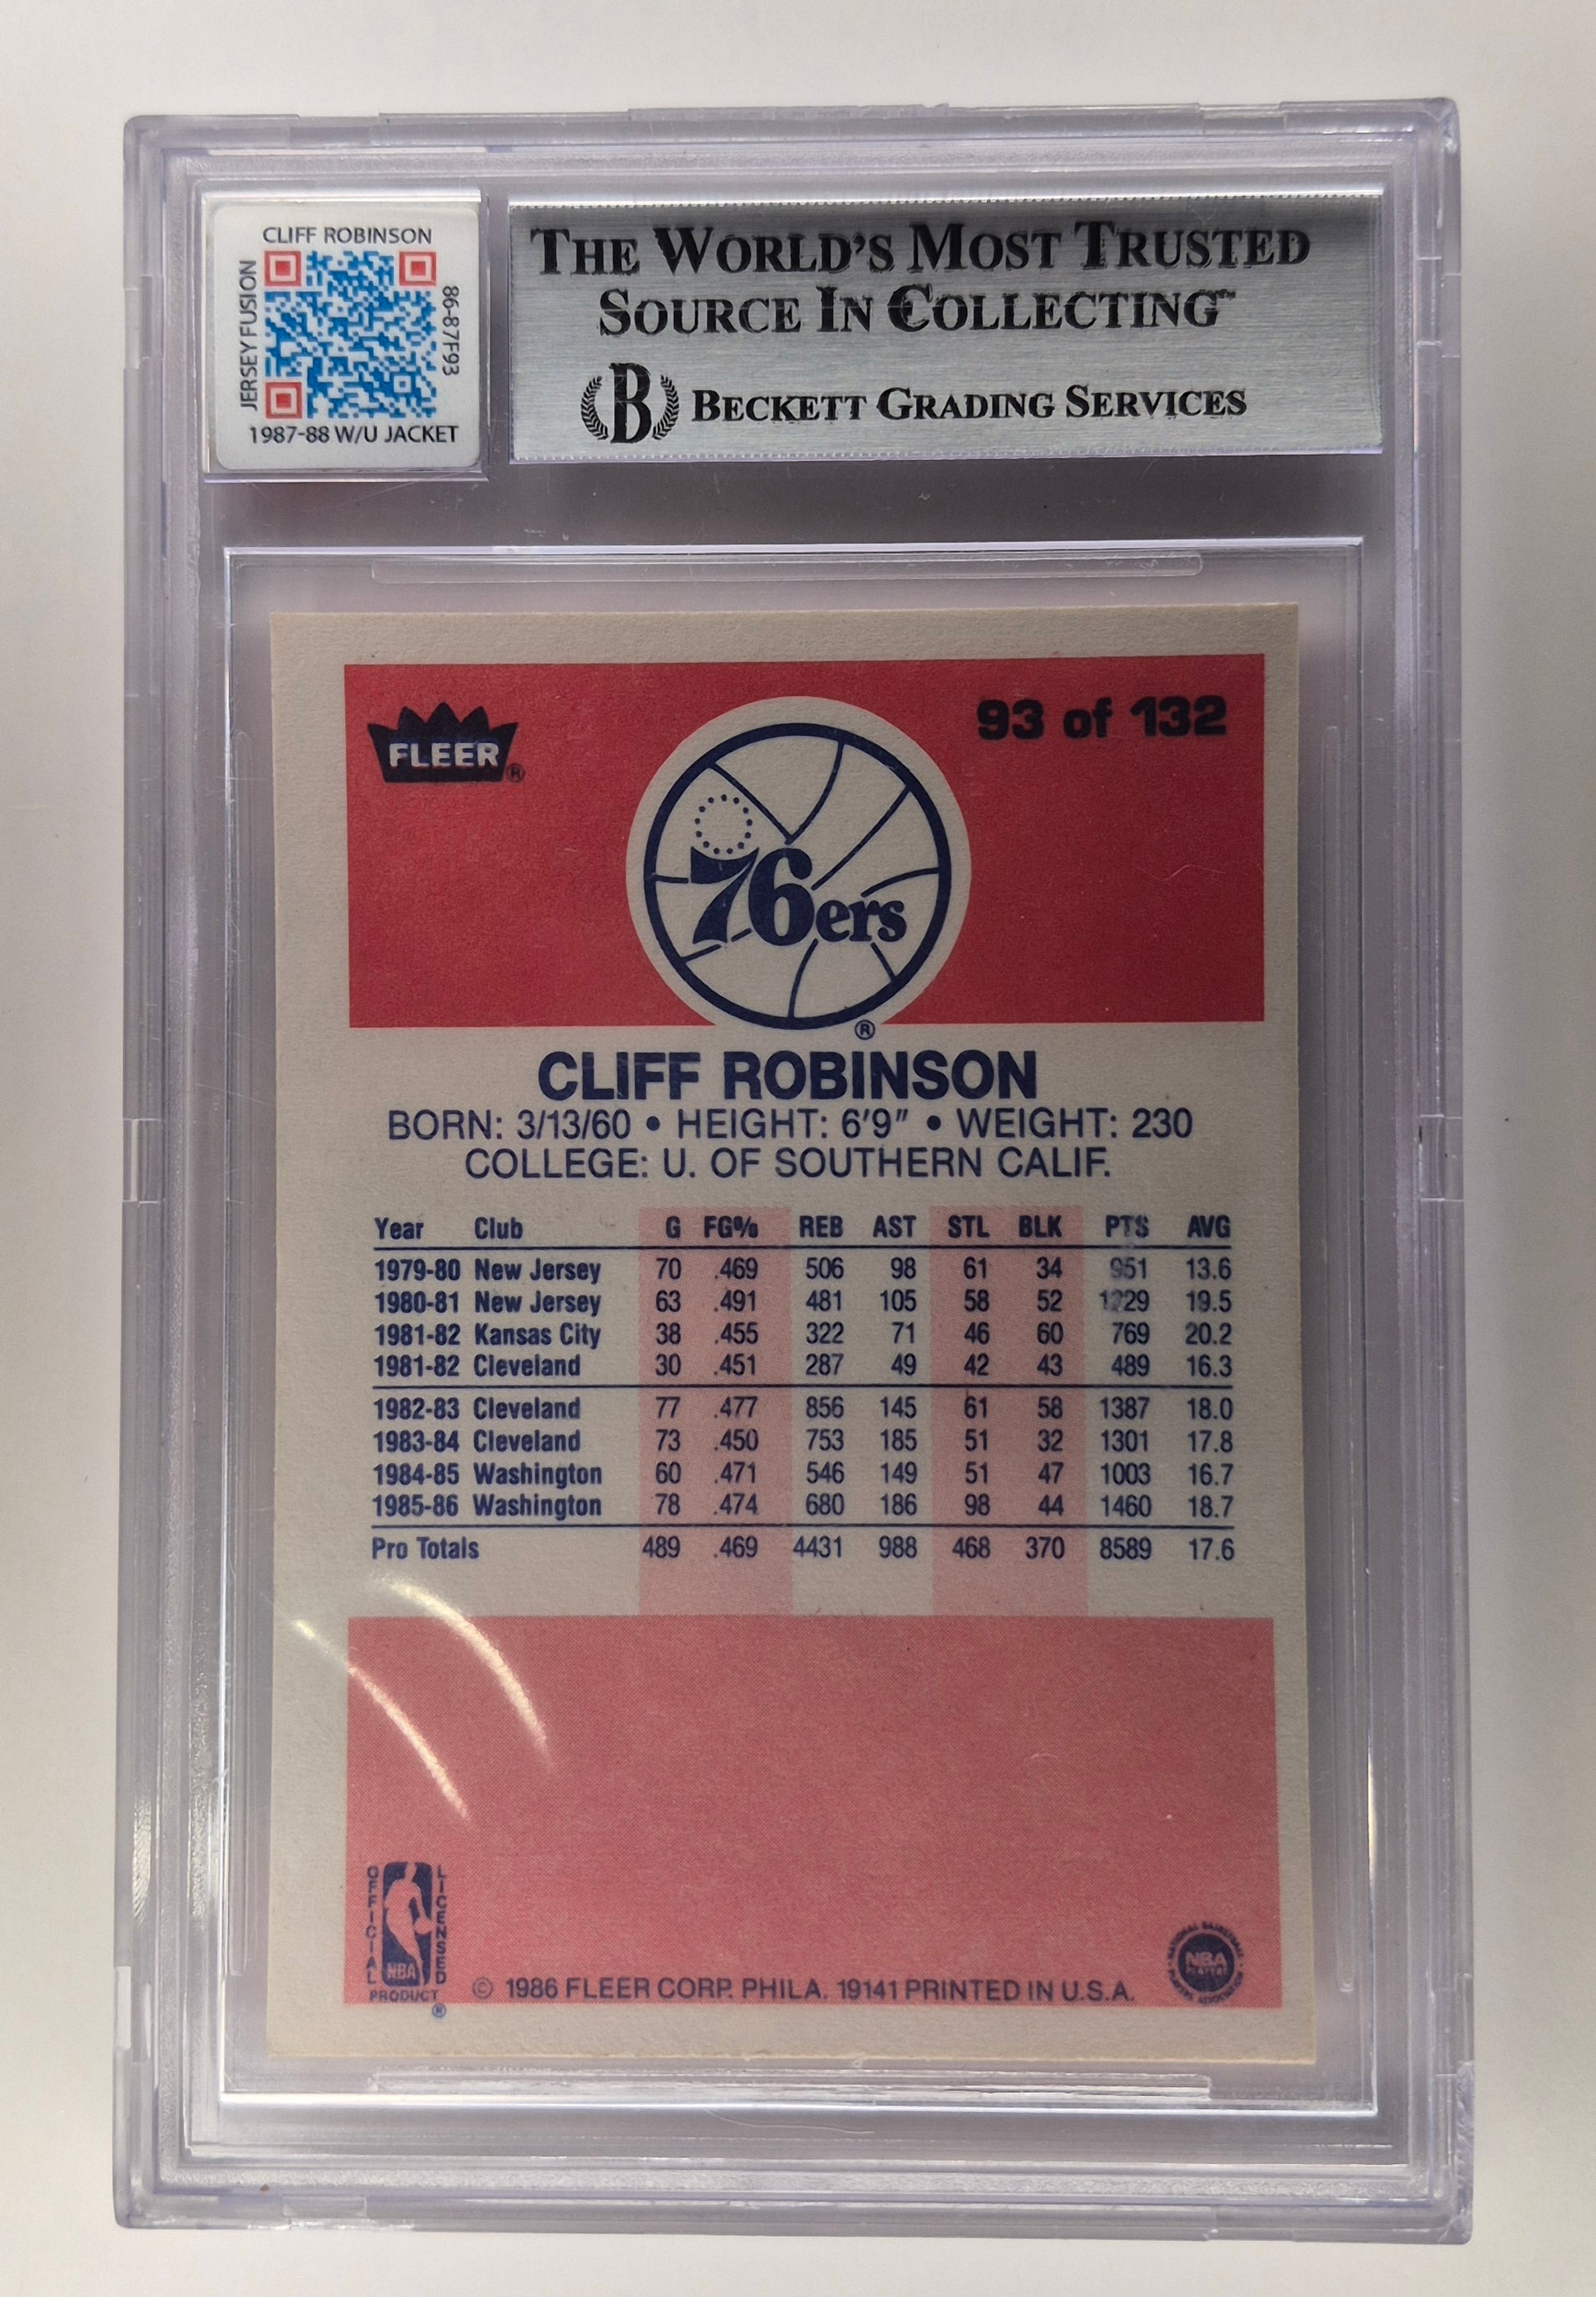 CLIFF ROBINSON
JERSEY FUSION
86-87F93
1987-88 W/U JACKET
THE WORLD'S MOST TRUSTED
SOURCE IN COLLECTING™
B BECKETT GRADING SERVICES
FLEER®
93 of 132
76ers
®
CLIFF ROBINSON
BORN: 3/13/60 • HEIGHT: 6'9" • WEIGHT: 230
COLLEGE: U. OF SOUTHERN CALIF.
Year Club G FG% REB AST STL BLK PTS AVG
1979-80 New Jersey 70 .469 506 98 61 34 951 13.6
1980-81 New Jersey 63 .491 481 105 58 52 1229 19.5
1981-82 Kansas City 38 .455 322 71 46 60 769 20.2
1981-82 Cleveland 30 .451 287 49 42 43 489 16.3
1982-83 Cleveland 77 .477 856 145 61 58 1387 18.0
1983-84 Cleveland 73 .450 753 185 51 32 1301 17.8
1984-85 Washington 60 .471 546 149 51 47 1003 16.7
1985-86 Washington 78 .474 680 186 98 44 1460 18.7
Pro Totals 489 .469 4431 988 468 370 8589 17.6
OFFICIAL
LICENSED
NBA
PRODUCT
®
© 1986 FLEER CORP. PHILA. 19141 PRINTED IN U.S.A.
NATIONAL BASKETBALL
NBA
PLAYERS ASSOCIATION